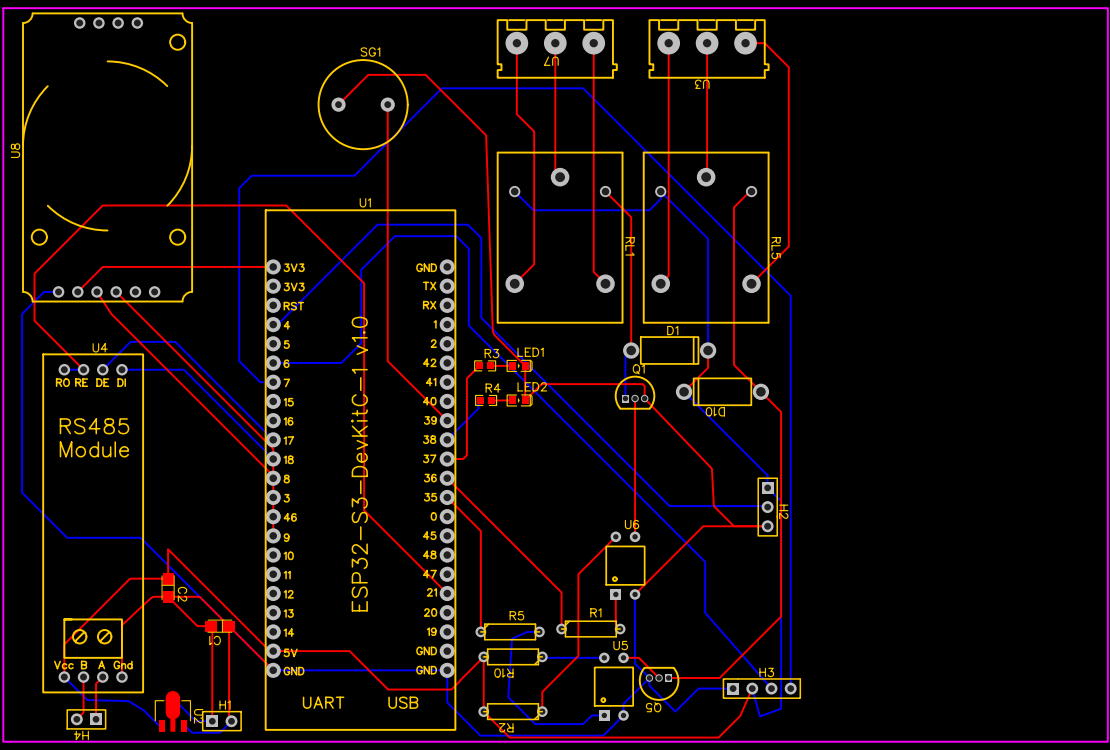 U8
SG1
U7
U3
U1
RL1
RL5
3V3
3V3
RST
4
5
6
7
15
16
17
18
8
3
46
9
10
11
12
13
14
5V
GND
GND
TX
RX
1
2
42
41
40
39
38
37
36
35
0
45
48
47
21
20
19
GND
GND
ESP32-S3-DevKitC-1 v1.0
UART
USB
U4
RO RE DE DI
RS485
Module
Vcc B A Gnd
R3
LED1
R4
LED2
D1
Q1
D10
H2
U6
C2
C1
R5
R1
R10
U5
Q5
H3
R2
U2
H1
H4